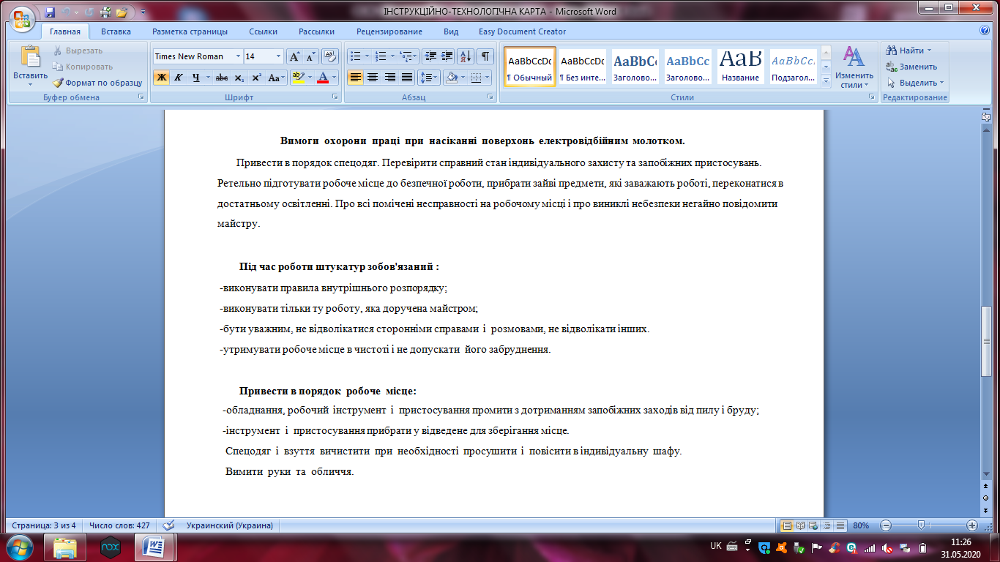 ІНСТРУКЦІЙНО-ТЕХНОЛОГІЧНА КАРТА - Microsoft Word
Главная Вставка Разметка страницы Ссылки Рассылки Рецензирование Вид Easy Document Creator
Вставить
Вырезать
Копировать
Формат по образцу
Буфер обмена
Times New Roman 14
Ж К Ч abc x₂ x² Aa
Шрифт
Абзац
АаВbСсDс АаВbСсDс АаВbС АаВbСс АаВ АаВbСс.
¶ Обычный ¶ Без инте... Заголово... Заголово... Название Подзагол...
Стили
Изменить
стили
Найти
Заменить
Выделить
Редактирование
Вимоги охорони праці при насіканні поверхонь електровідбійним молотком.
Привести в порядок спецодяг. Перевірити справний стан індивідуального захисту та запобіжних пристосувань.
Ретельно підготувати робоче місце до безпечної роботи, прибрати зайві предмети, які заважають роботі, переконатися в
достатньому освітленні. Про всі помічені несправності на робочому місці і про виниклі небезпеки негайно повідомити
майстру.
Під час роботи штукатур зобов'язаний :
-виконувати правила внутрішнього розпорядку;
-виконувати тільки ту роботу, яка доручена майстром;
-бути уважним, не відволікатися сторонніми справами і розмовами, не відволікати інших.
-утримувати робоче місце в чистоті і не допускати його забруднення.
Привести в порядок робоче місце:
-обладнання, робочий інструмент і пристосування промити з дотриманням запобіжних заходів від пилу і бруду;
-інструмент і пристосування прибрати у відведене для зберігання місце.
Спецодяг і взуття вичистити при необхідності просушити і повісити в індивідуальну шафу.
Вимити руки та обличчя.
Страница: 3 из 4 Число слов: 427 Украинский (Украина) 80%
nox UK 11:26
31.05.2020